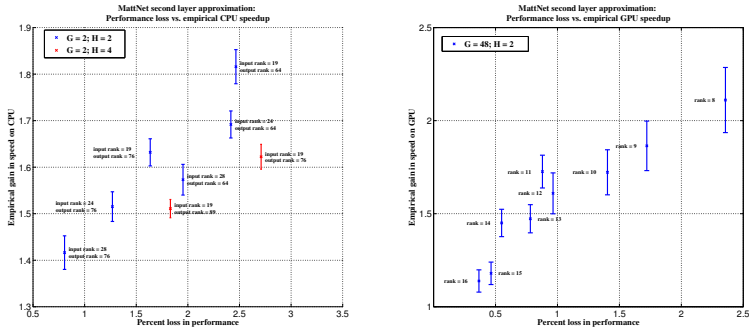 MattNet second layer approximation:
Performance loss vs. empirical CPU speedup
Empirical gain in speed on CPU
1.9
1.8
1.7
1.6
1.5
1.4
1.3
G = 2; H = 2
G = 2; H = 4
input rank = 19
output rank = 64
input rank = 24
output rank = 64
input rank = 19
output rank = 76
input rank = 19
output rank = 76
input rank = 28
output rank = 64
input rank = 24
output rank = 76
input rank = 19
output rank = 89
input rank = 28
output rank = 76
0.5
1
1.5
2
2.5
3
3.5
Percent loss in performance
MattNet second layer approximation:
Performance loss vs. empirical GPU speedup
Empirical gain in speed on GPU
2.5
2
1.5
1
G = 48; H = 2
rank = 8
rank = 9
rank = 11
rank = 10
rank = 12
rank = 14
rank = 13
rank = 15
rank = 16
0.5
1
1.5
2
2.5
Percent loss in performance